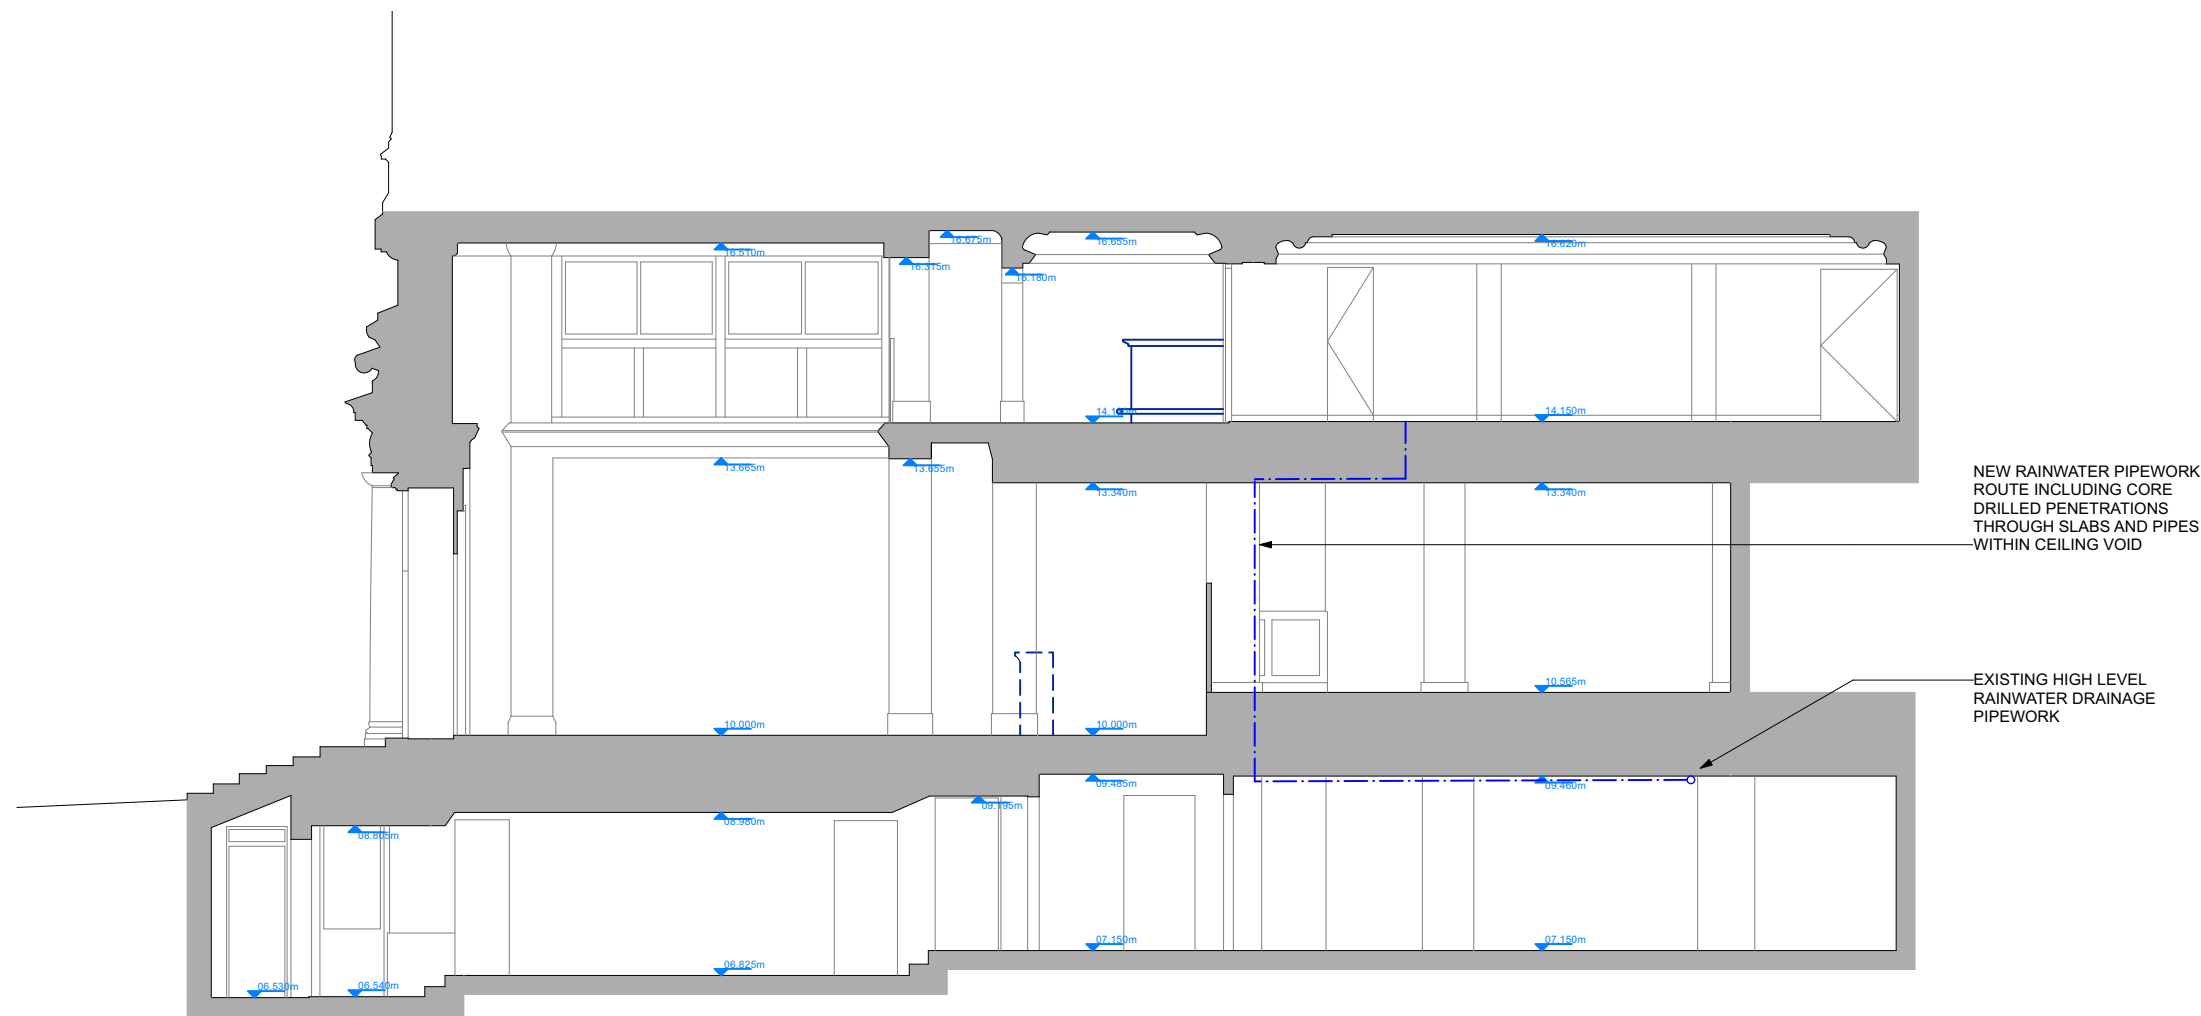 16.675m
16.655m
16.620m
16.510m
16.315m
16.180m
14.150m
NEW RAINWATER PIPEWORK
ROUTE INCLUDING CORE
DRILLED PENETRATIONS
THROUGH SLABS AND PIPES
WITHIN CEILING VOID
13.665m
13.655m
13.340m
13.340m
EXISTING HIGH LEVEL
RAINWATER DRAINAGE
PIPEWORK
10.565m
10.000m
10.000m
09.485m
09.460m
09.195m
08.980m
08.805m
07.150m
07.150m
06.825m
06.530m
06.540m